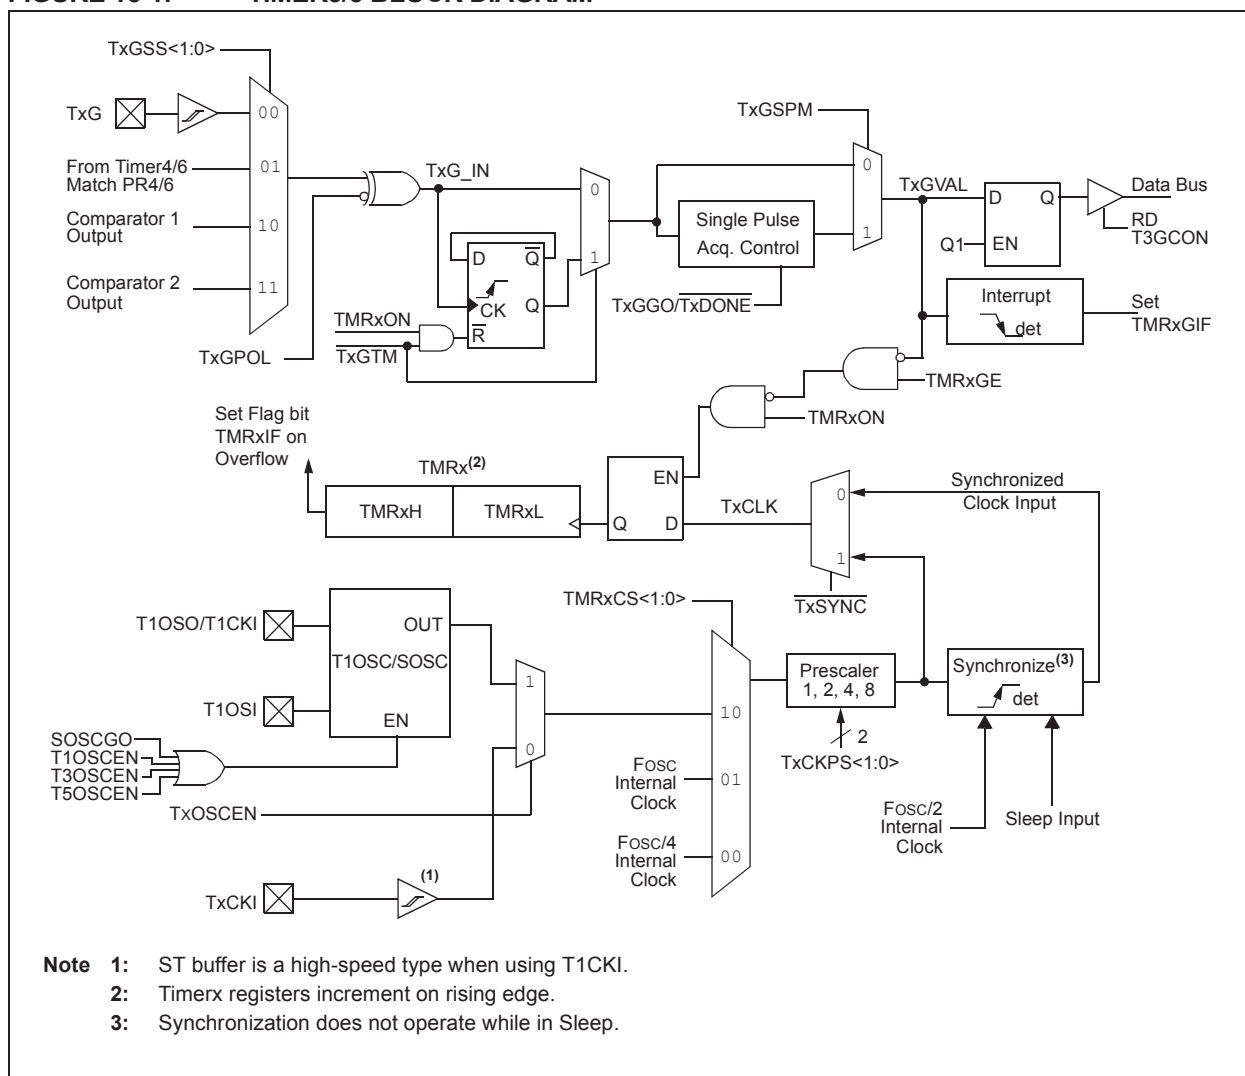 TxGSS<1:0>
TxG
00
TxGSPM
From Timer4/6
Match PR4/6
01
TxG_IN
0
0
TxGVAL
D
Q
Data Bus
RD
T3GCON
Comparator 1
Output
10
Single Pulse
Acq. Control
1
Q1
EN
D
Q
1
Comparator 2
Output
11
CK
Q
TxGGO/TxDONE
Interrupt
det
Set
TMRxGIF
TMRxON
R
TxGTM
TxGPOL
TMRxGE
TMRxON
Set Flag bit
TMRxIF on
Overflow
TMRx(2)
TMRxH
TMRxL
EN
Q
D
TxCLK
0
1
Synchronized
Clock Input
TxSYNC
TMRxCS<1:0>
T1OSO/T1CKI
OUT
T1OSC/SOSC
T1OSI
EN
1
0
Prescaler
1, 2, 4, 8
Synchronize(3)
det
10
2
TxCKPS<1:0>
SOSCGO
T1OSCEN
T3OSCEN
T5OSCEN
FOSC
Internal
Clock
01
TxOSCEN
FOSC/2
Internal
Clock
Sleep Input
FOSC/4
Internal
Clock
00
TxCKI
(1)
Note 1: ST buffer is a high-speed type when using T1CKI.
2: Timerx registers increment on rising edge.
3: Synchronization does not operate while in Sleep.